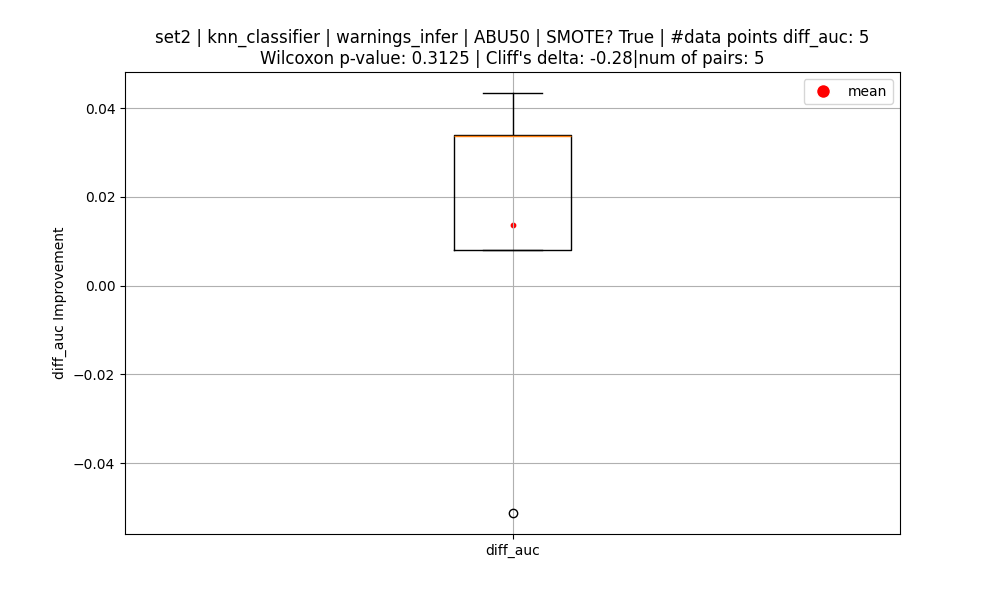 set2 | knn_classifier | warnings_infer | ABU50 | SMOTE? True | #data points diff_auc: 5
Wilcoxon p-value: 0.3125 | Cliff's delta: -0.28|num of pairs: 5
mean
0.04
0.02
0.00
−0.02
−0.04
diff_auc Improvement
diff_auc